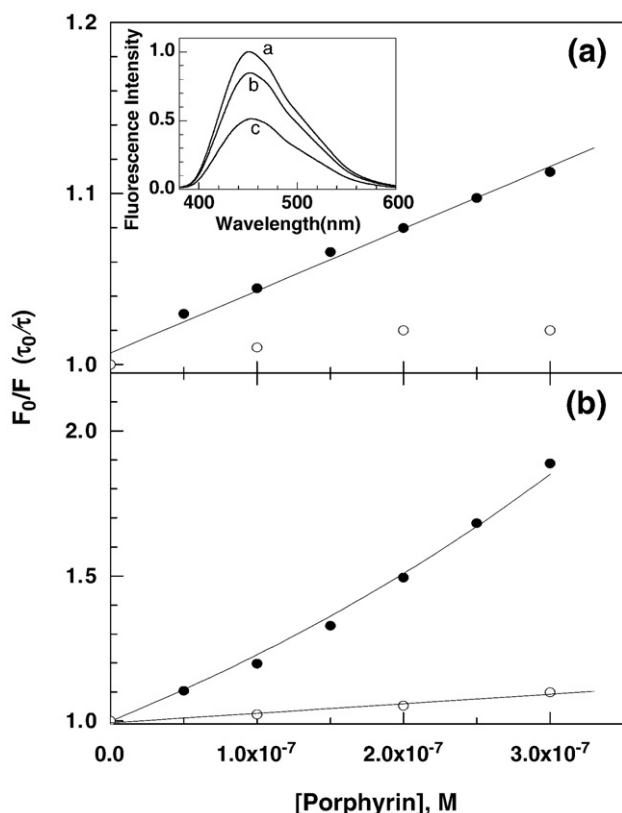 (a)
1.2
1.1
1.0
Fluorescence Intensity
1.0
0.5
0.0
a
b
c
400 500 600
Wavelength(nm)
F0/F (τ0/τ)
(b)
2.0
1.5
1.0
0.0 1.0x10-7 2.0x10-7 3.0x10-7
[Porphyrin], M